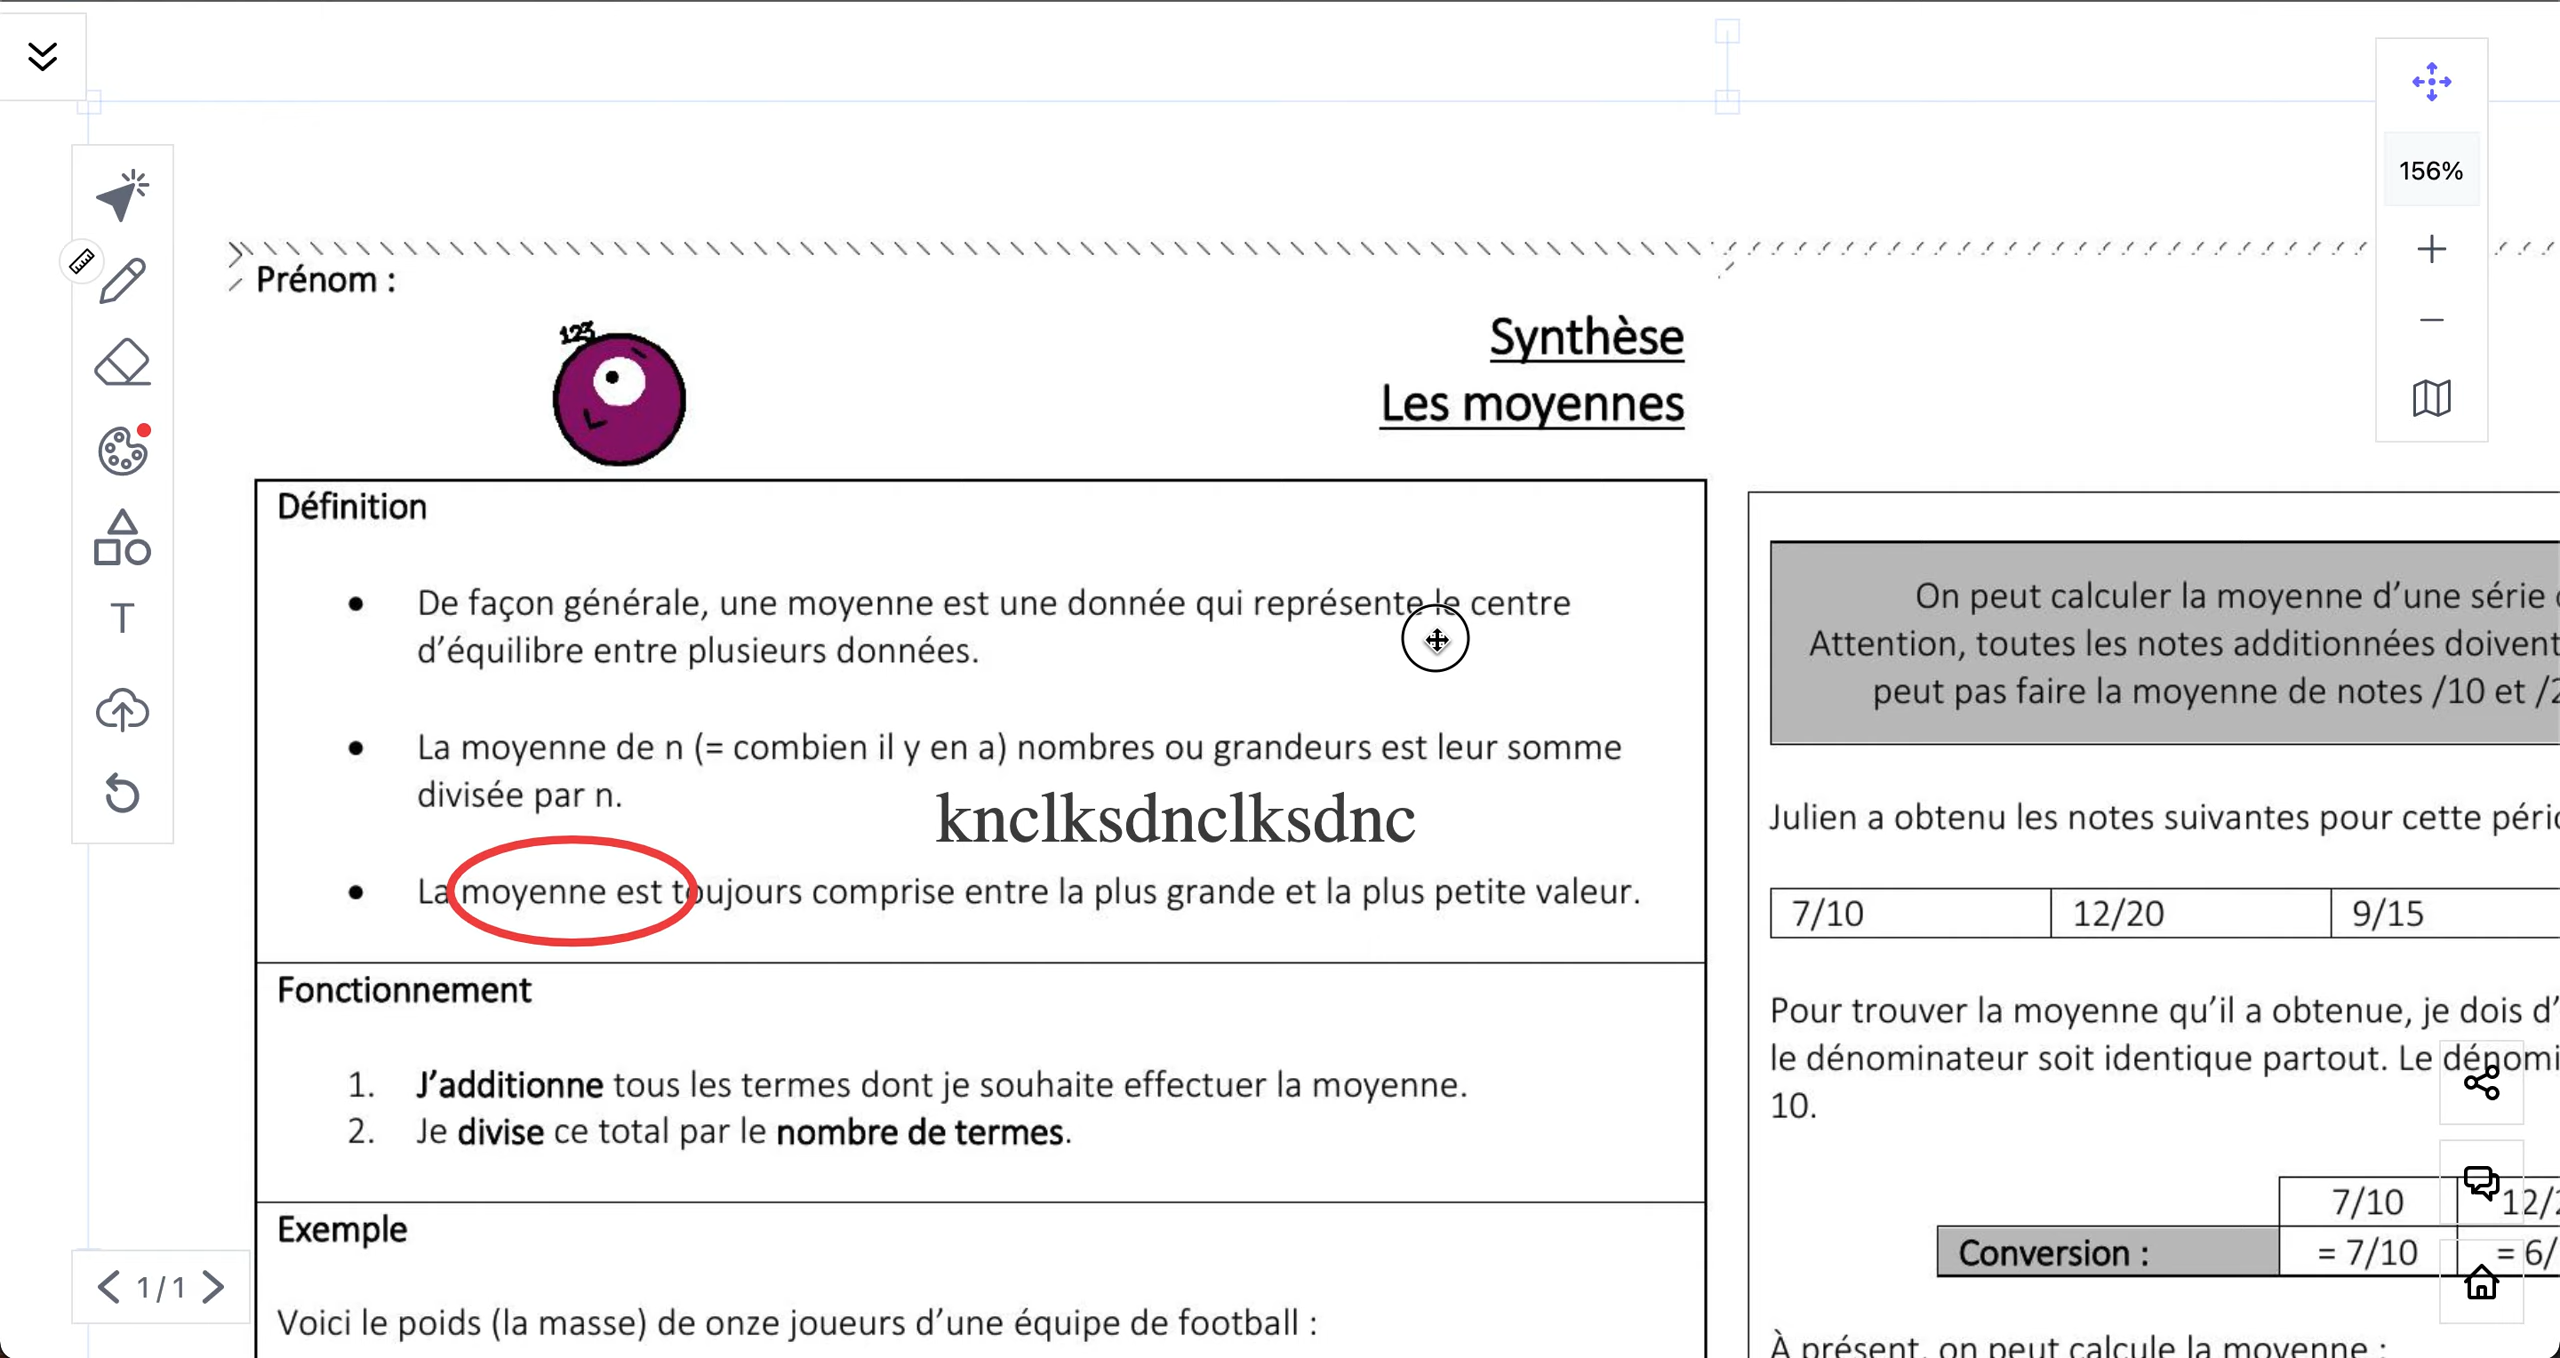 156%
Prénom :
123
Synthèse
Les moyennes
Définition
De façon générale, une moyenne est une donnée qui représente le centre
d’équilibre entre plusieurs données.
La moyenne de n (= combien il y en a) nombres ou grandeurs est leur somme
divisée par n.
knclksdnclksdnc
La moyenne est toujours comprise entre la plus grande et la plus petite valeur.
Fonctionnement
1. J’additionne tous les termes dont je souhaite effectuer la moyenne.
2. Je divise ce total par le nombre de termes.
Exemple
Voici le poids (la masse) de onze joueurs d’une équipe de football :
On peut calculer la moyenne d’une série
Attention, toutes les notes additionnées doivent
peut pas faire la moyenne de notes /10 et
Julien a obtenu les notes suivantes pour cette
7/10 12/20 9/15
Pour trouver la moyenne qu’il a obtenue, je dois d’
le dénominateur soit identique partout. Le
10.
7/10
Conversion : = 7/10 = 6/
À présent, on peut calcule la moyenne :
T
1/1